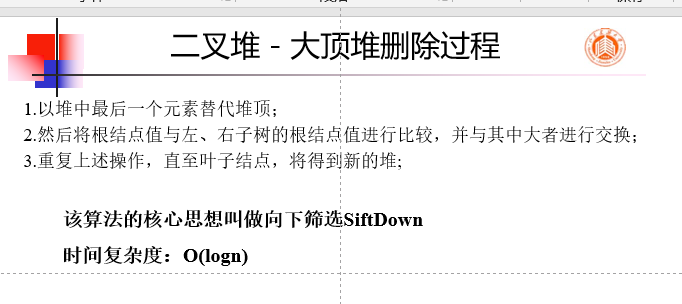 二叉堆 - 大顶堆删除过程
1.以堆中最后一个元素替代堆顶；
2.然后将根结点值与左、右子树的根结点值进行比较，并与其中大者进行交换；
3.重复上述操作，直至叶子结点，将得到新的堆；
该算法的核心思想叫做向下筛选SiftDown
时间复杂度：O(logn)